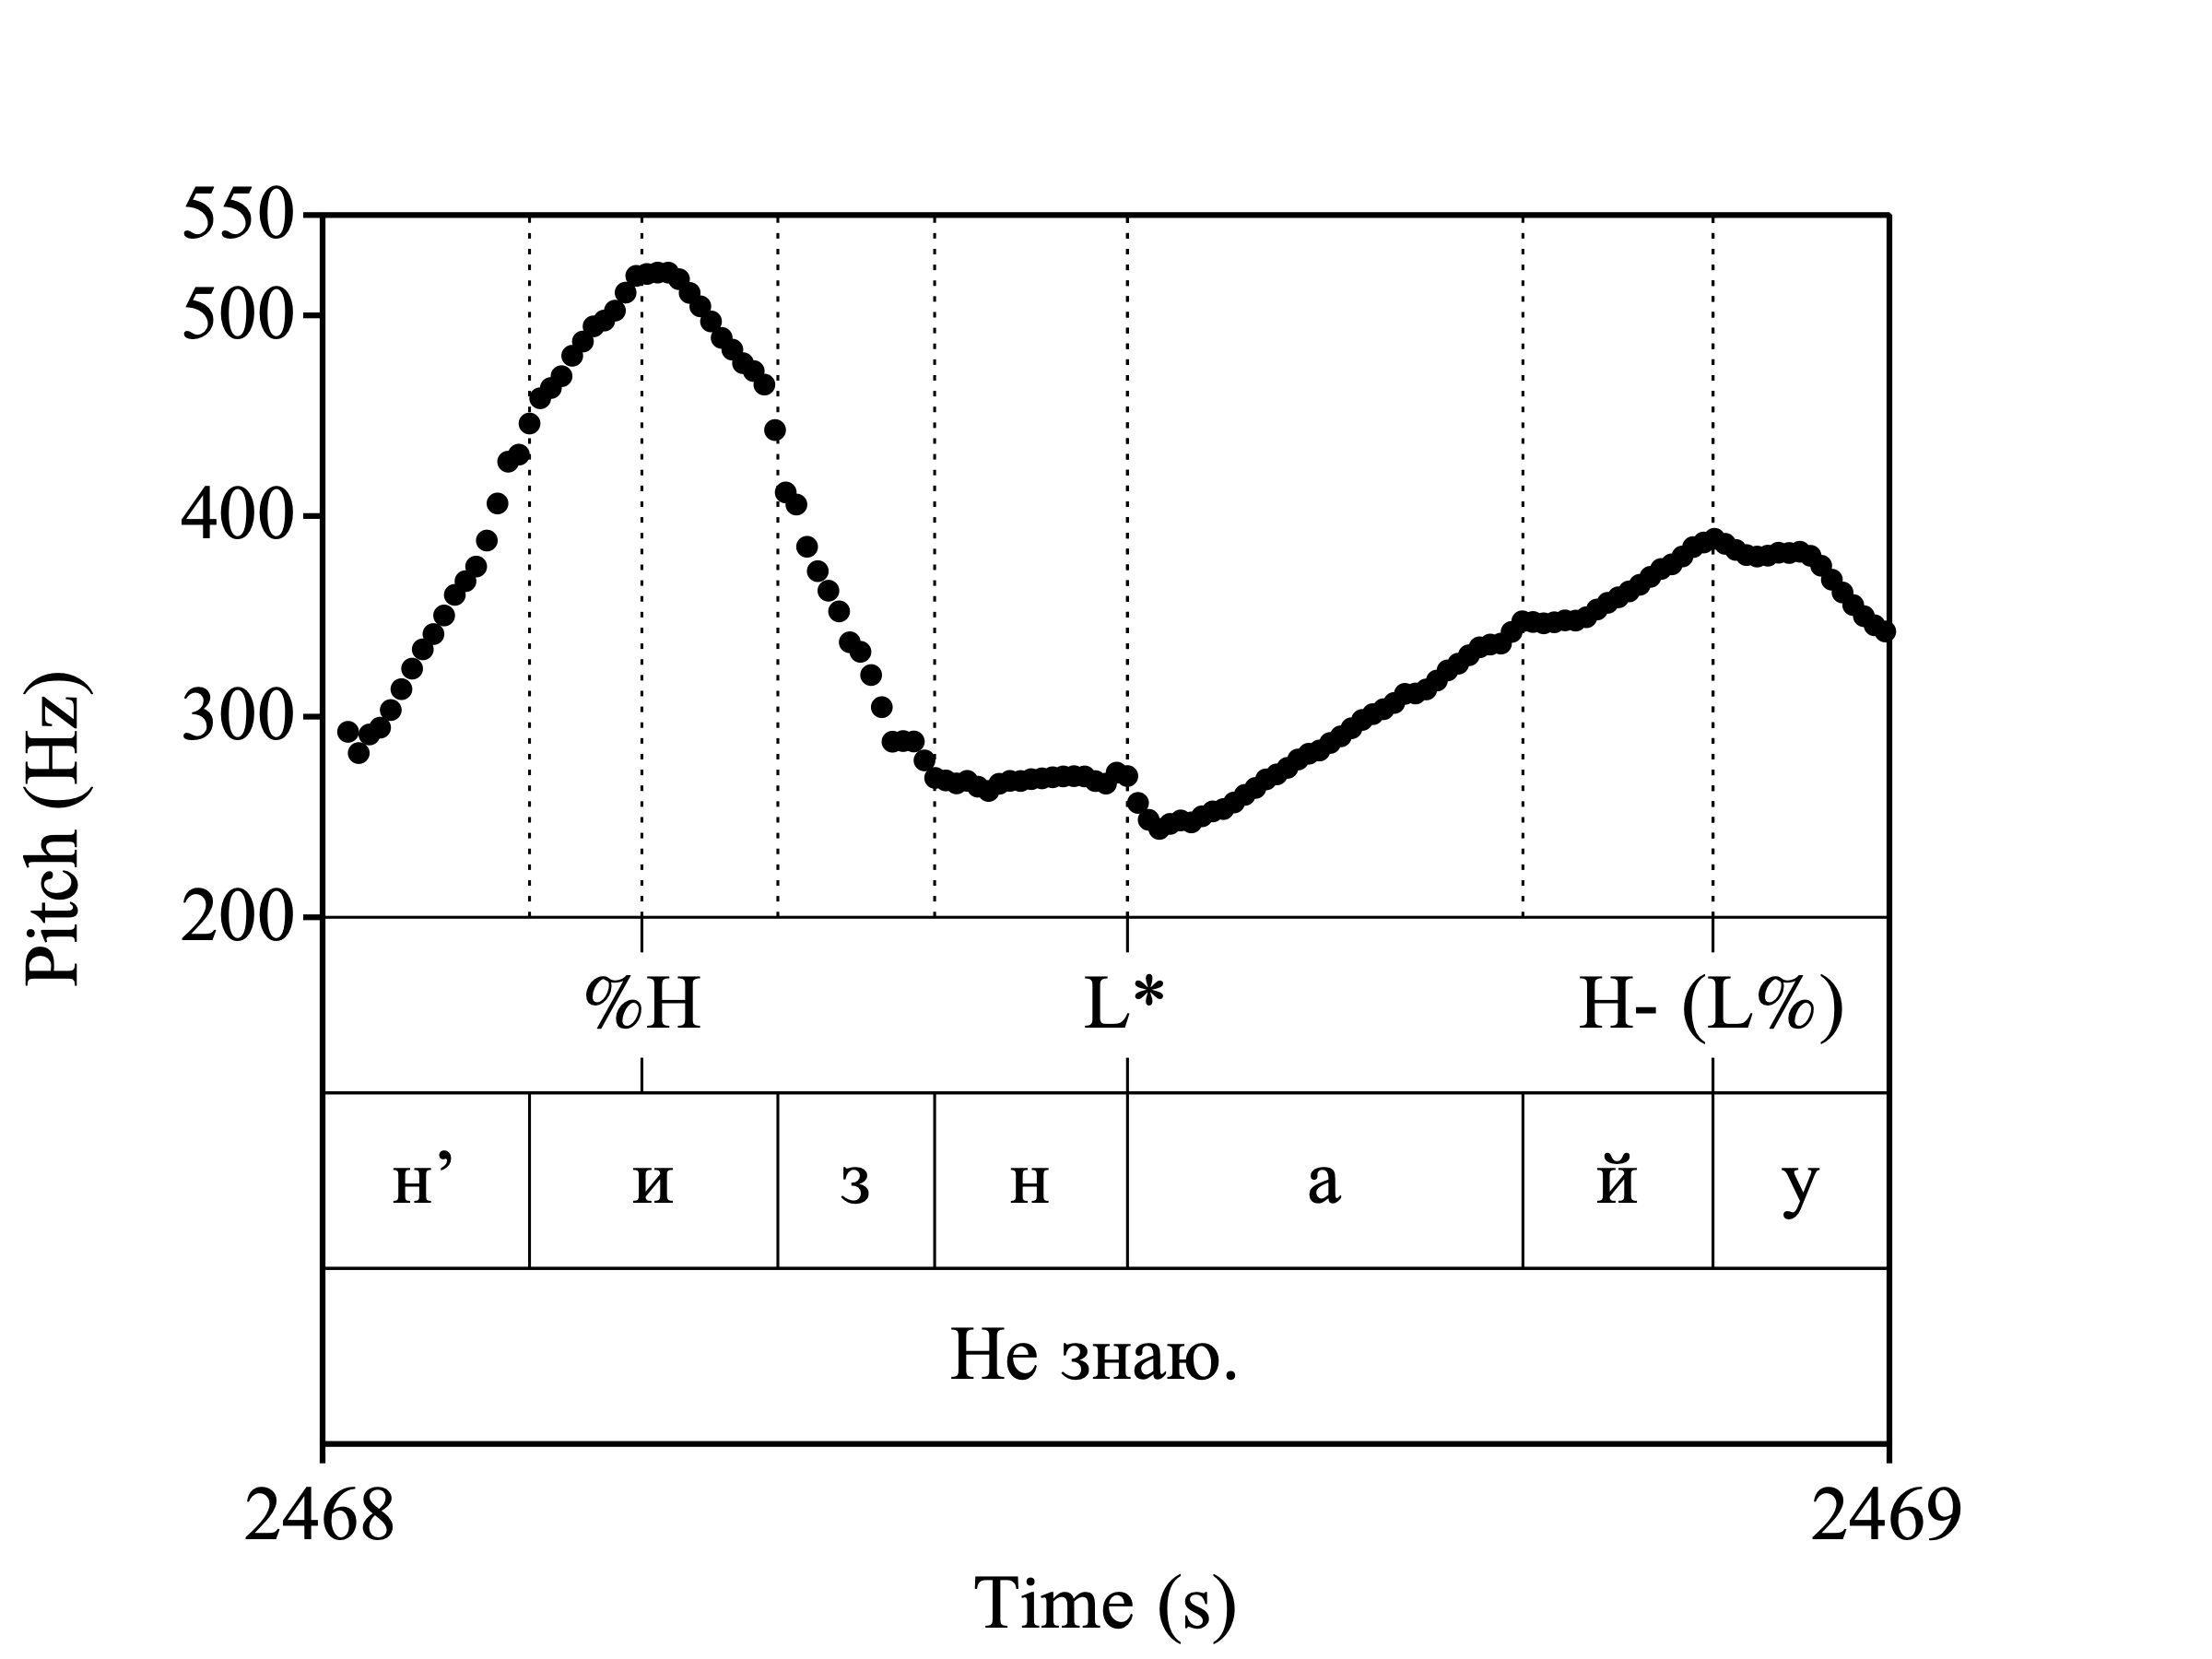 550
500
400
300
200
Pitch (Hz)
%H L* H- (L%)
н’ и з н а й у
Не знаю.
2468 2469
Time (s)